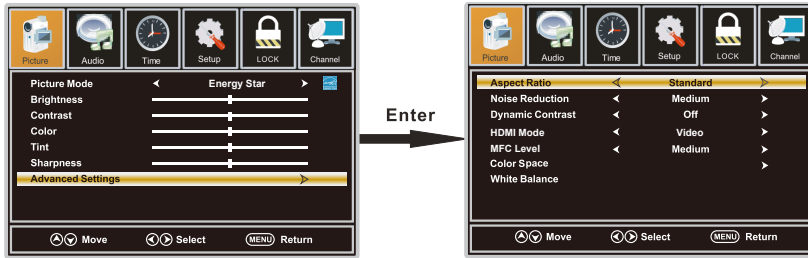 Picture Audio Time Setup LOCK Channel
Picture Mode Energy Star
Brightness
Contrast
Color
Tint
Sharpness
Advanced Settings
Move Select MENU Return
Enter
Picture Audio Time Setup LOCK Channel
Aspect Ratio Standard
Noise Reduction Medium
Dynamic Contrast Off
HDMI Mode Video
MFC Level Medium
Color Space
White Balance
Move Select MENU Return